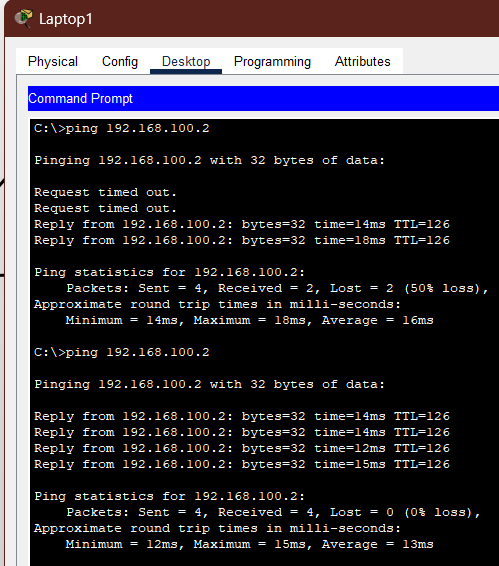 Laptop1
Physical Config Desktop Programming Attributes
Command Prompt
C:\>ping 192.168.100.2
Pinging 192.168.100.2 with 32 bytes of data:
Request timed out.
Request timed out.
Reply from 192.168.100.2: bytes=32 time=14ms TTL=126
Reply from 192.168.100.2: bytes=32 time=18ms TTL=126
Ping statistics for 192.168.100.2:
Packets: Sent = 4, Received = 2, Lost = 2 (50% loss),
Approximate round trip times in milli-seconds:
Minimum = 14ms, Maximum = 18ms, Average = 16ms
C:\>ping 192.168.100.2
Pinging 192.168.100.2 with 32 bytes of data:
Reply from 192.168.100.2: bytes=32 time=14ms TTL=126
Reply from 192.168.100.2: bytes=32 time=14ms TTL=126
Reply from 192.168.100.2: bytes=32 time=12ms TTL=126
Reply from 192.168.100.2: bytes=32 time=15ms TTL=126
Ping statistics for 192.168.100.2:
Packets: Sent = 4, Received = 4, Lost = 0 (0% loss),
Approximate round trip times in milli-seconds:
Minimum = 12ms, Maximum = 15ms, Average = 13ms